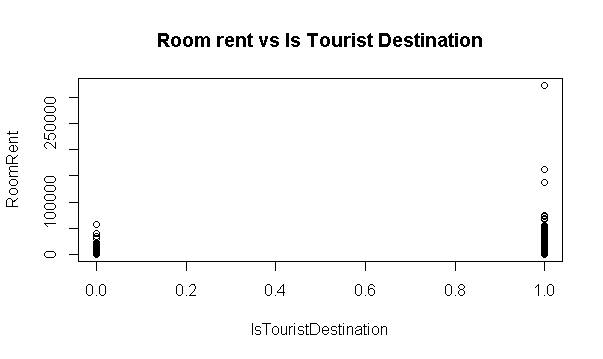 Room rent vs Is Tourist Destination
RoomRent
250000
100000
0
0.0 0.2 0.4 0.6 0.8 1.0
IsTouristDestination